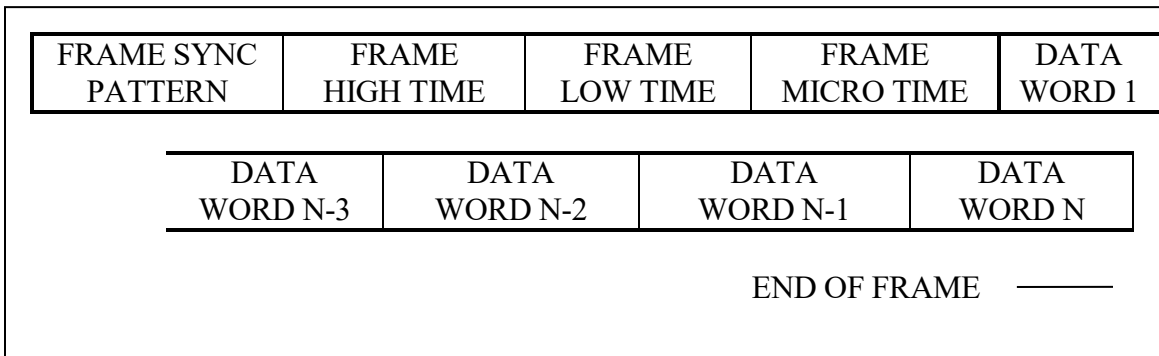 FRAME SYNC PATTERN
FRAME HIGH TIME
FRAME LOW TIME
FRAME MICRO TIME
DATA WORD 1
DATA WORD N-3
DATA WORD N-2
DATA WORD N-1
DATA WORD N
END OF FRAME